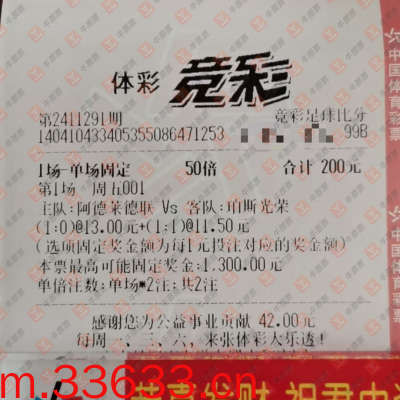 体彩 竞彩
第241129L期 竞彩足球比分
140410433405355086471253 99B
1场-单场固定 50倍 合计 200元
第1场 周五001
主队:阿德莱德联 Vs 客队:珀斯光荣
(1:0)@13.00元+(1:1)@11.50元
(选项固定奖金额为每1元投注对应的奖金额)
本票最高可能固定奖金:1,300.00元
单倍注数:单场*2注;共2注
感谢您为公益事业贡献 42.00元
每周一、三、六,来张体彩大乐透!
m.33633.cn
祝君中
中国体育彩票